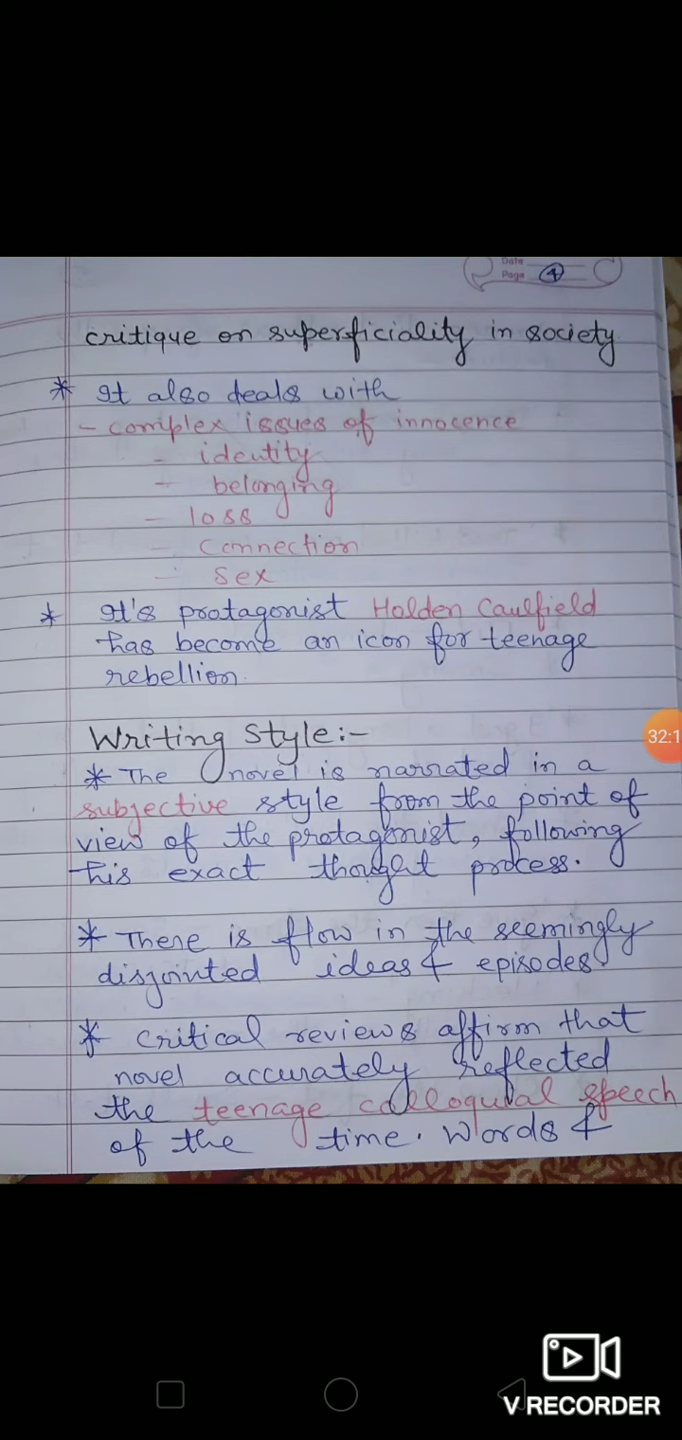 Date
Page 4
critique on superficiality in society
* It also deals with
- complex issues of innocence
- identity
- belonging
- loss
- connection
- sex
* It's protagonist Holden Caulfield
has become an icon for teenage
rebellion.
Writing Style:-
* The novel is narrated in a
subjective style from the point of
view of the protagonist, following
his exact thought process.
* There is flow in the seemingly
disjointed ideas & episodes.
* Critical reviews affirm that
novel accurately reflected
the teenage colloquial speech
of the time. Words &
32:1
V RECORDER